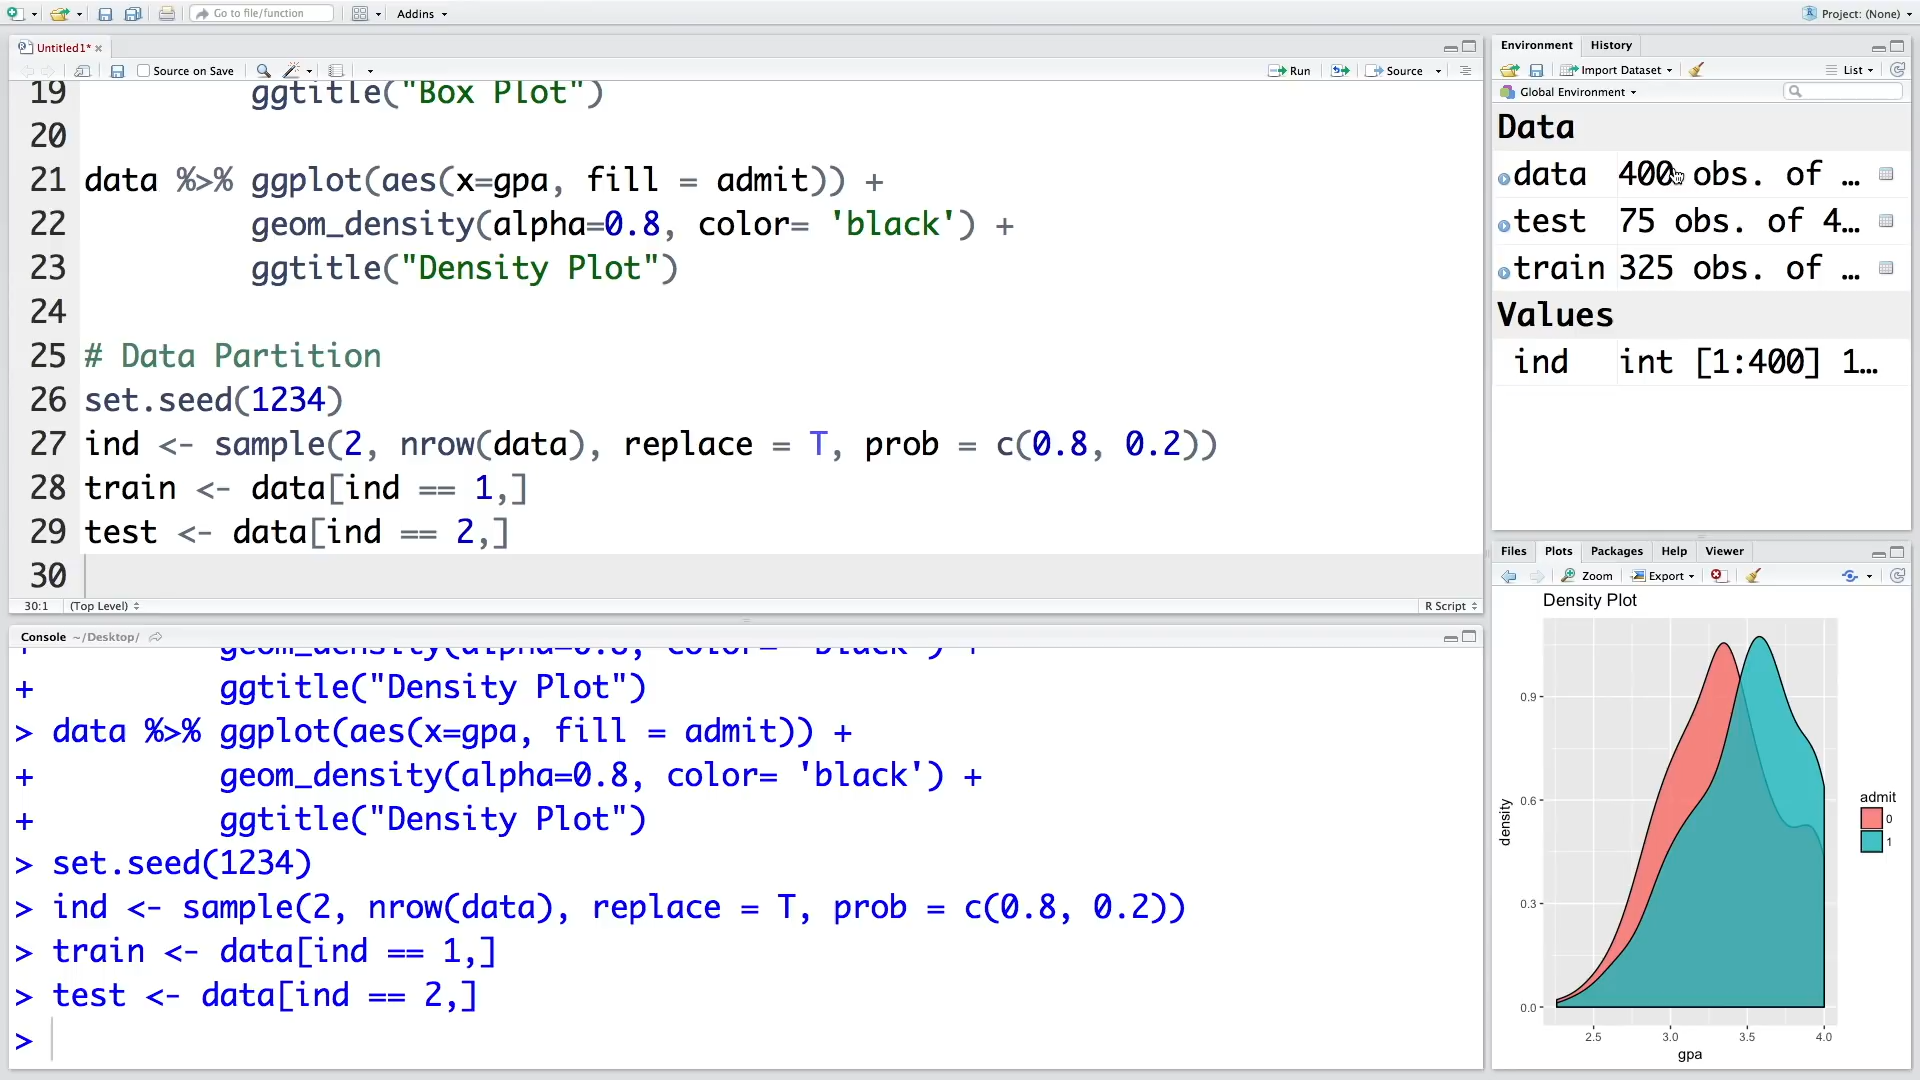 Go to file/function
Addins
Project: (None)
Untitled1*
Source on Save
Run
Source
19 ggtitle("Box Plot")
20
21 data %>% ggplot(aes(x=gpa, fill = admit)) +
22 geom_density(alpha=0.8, color= 'black') +
23 ggtitle("Density Plot")
24
25 # Data Partition
26 set.seed(1234)
27 ind <- sample(2, nrow(data), replace = T, prob = c(0.8, 0.2))
28 train <- data[ind == 1,]
29 test <- data[ind == 2,]
30
30:1 (Top Level) R Script
Console ~/Desktop/
+ geom_density(alpha=0.8, color= 'black') +
+ ggtitle("Density Plot")
> data %>% ggplot(aes(x=gpa, fill = admit)) +
+ geom_density(alpha=0.8, color= 'black') +
+ ggtitle("Density Plot")
> set.seed(1234)
> ind <- sample(2, nrow(data), replace = T, prob = c(0.8, 0.2))
> train <- data[ind == 1,]
> test <- data[ind == 2,]
>
Environment History
Import Dataset List
Global Environment
Data
data 400 obs. of …
test 75 obs. of 4…
train 325 obs. of …
Values
ind int [1:400] 1…
Files Plots Packages Help Viewer
Zoom Export
Density Plot
0.9
0.6
0.3
0.0
density
2.5 3.0 3.5 4.0
gpa
admit
0
1